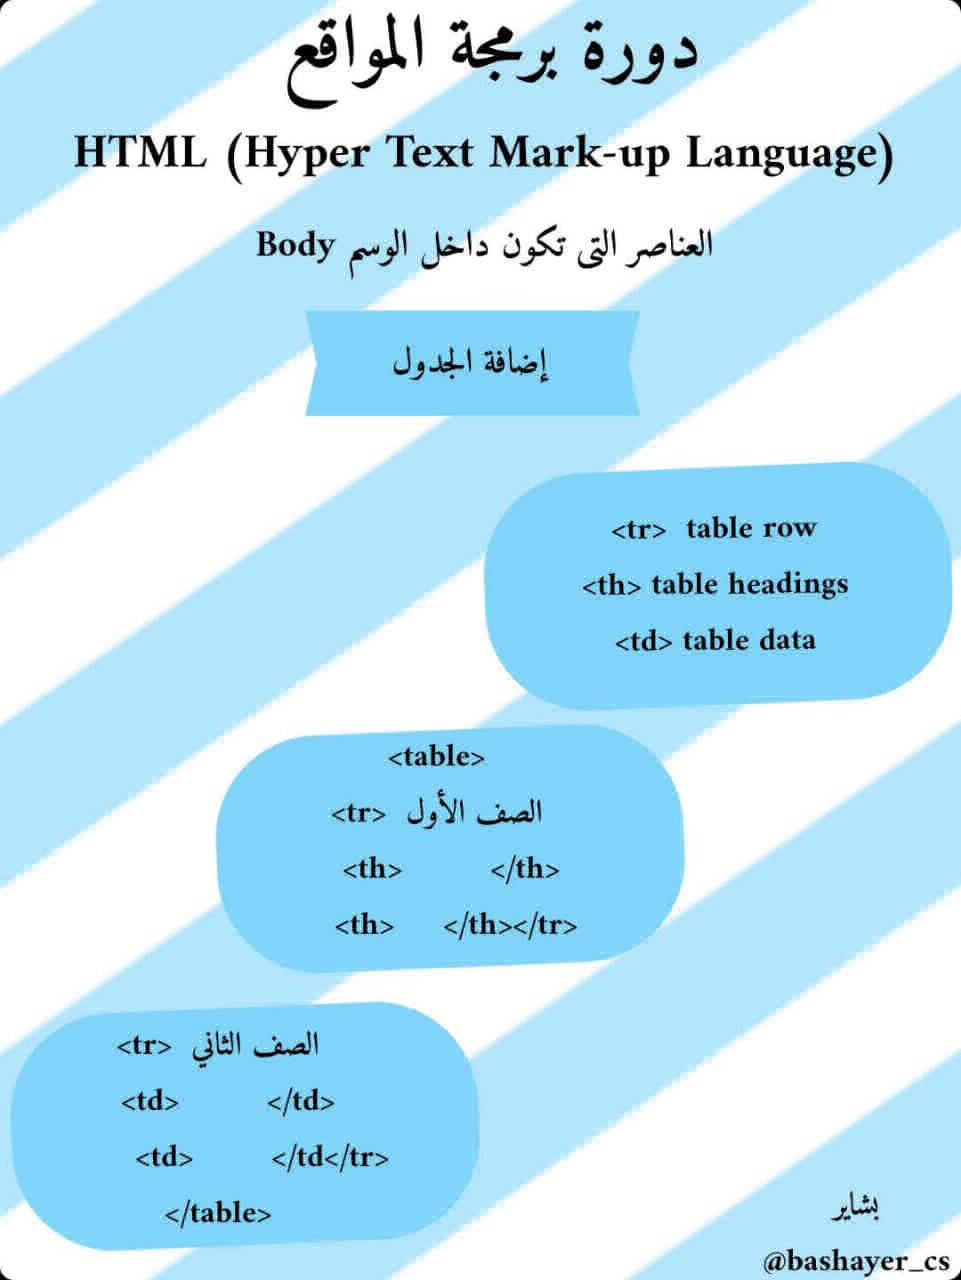 دورة برمجة المواقع
HTML (Hyper Text Mark-up Language)
العناصر التى تكون داخل الوسم Body
إضافة الجدول
<tr> table row
<th> table headings
<td> table data
<table>
<tr> الصف الأول
<th> </th>
<th> </th></tr>
<tr> الصف الثاني
<td> </td>
<td> </td</tr>
</table>
بشاير
@bashayer_cs